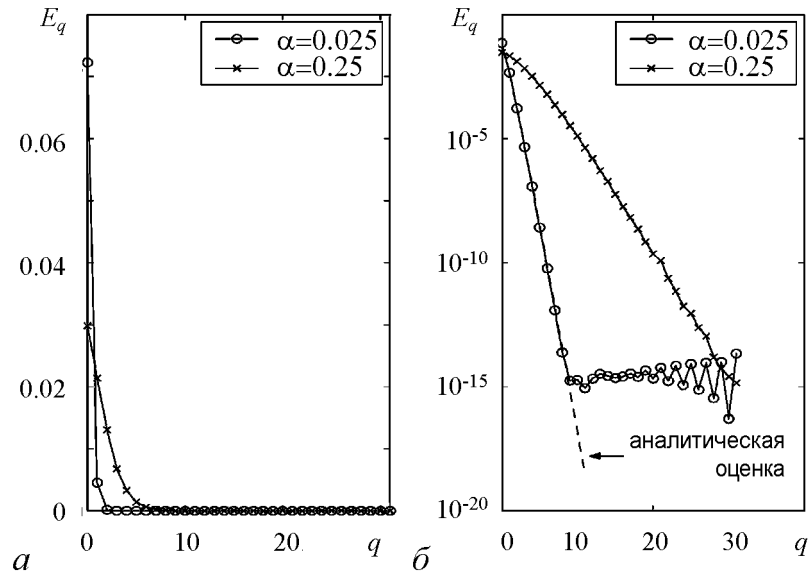 E_q
α=0.025
α=0.25
0.06
0.04
0.02
0
0
10
20
q
а
E_q
α=0.025
α=0.25
10^-5
10^-10
10^-15
10^-20
аналитическая
оценка
0
10
20
30
q
б